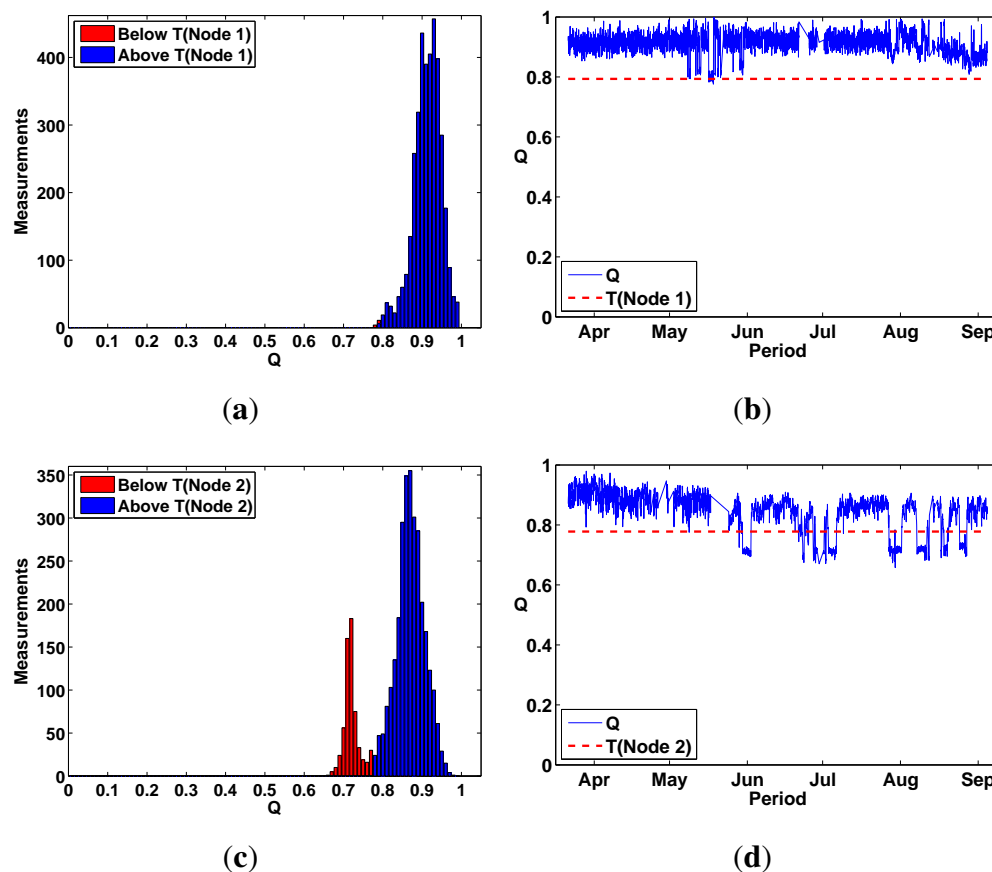 Below T(Node 1)
Above T(Node 1)
Measurements
400
300
200
100
0
0 0.1 0.2 0.3 0.4 0.5 0.6 0.7 0.8 0.9 1
Q
(a)
1
0.8
0.6
0.4
0.2
0
Q
Q
T(Node 1)
Apr May Jun Jul Aug Sep
Period
(b)
Below T(Node 2)
Above T(Node 2)
Measurements
350
300
250
200
150
100
50
0
0 0.1 0.2 0.3 0.4 0.5 0.6 0.7 0.8 0.9 1
Q
(c)
1
0.8
0.6
0.4
0.2
0
Q
Q
T(Node 2)
Apr May Jun Jul Aug Sep
Period
(d)